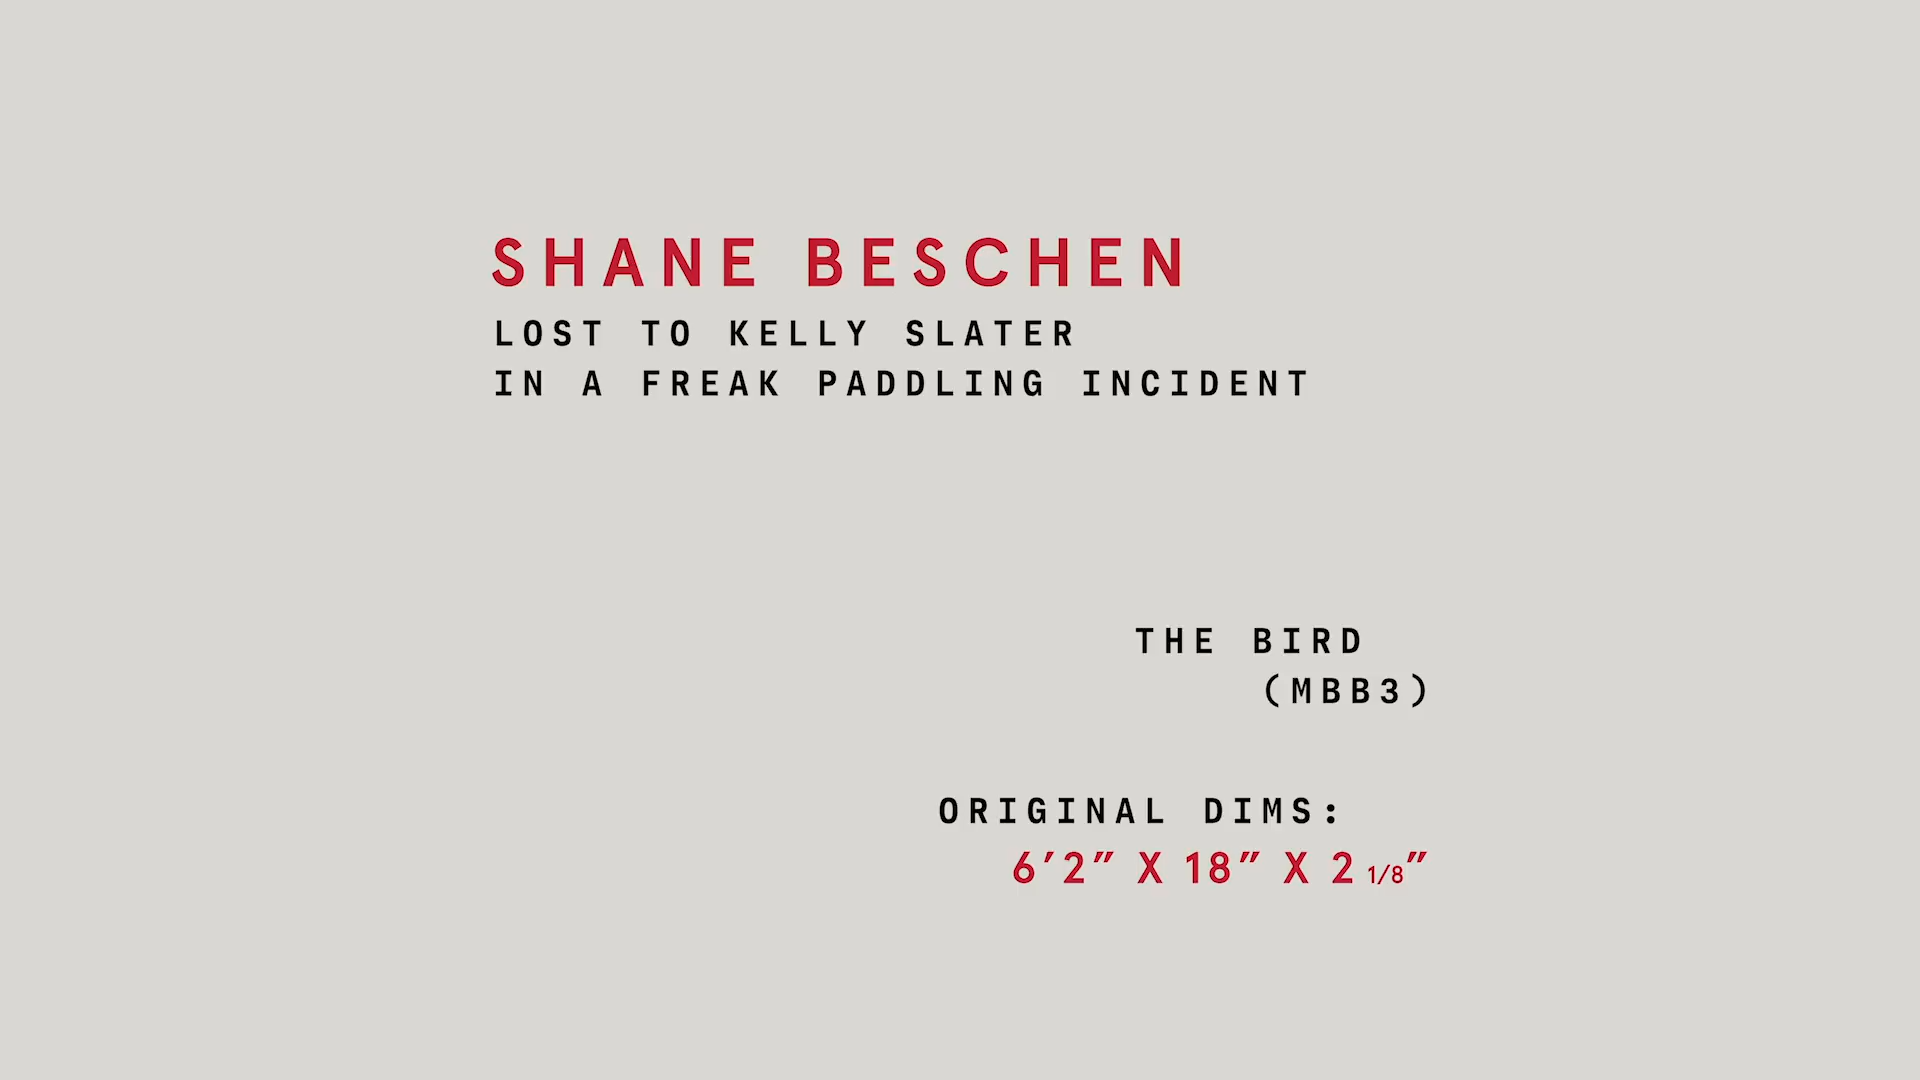 SHANE BESCHEN
LOST TO KELLY SLATER
IN A FREAK PADDLING INCIDENT
THE BIRD
(MBB3)
ORIGINAL DIMS:
6′2″ X 18″ X 2 1/8″